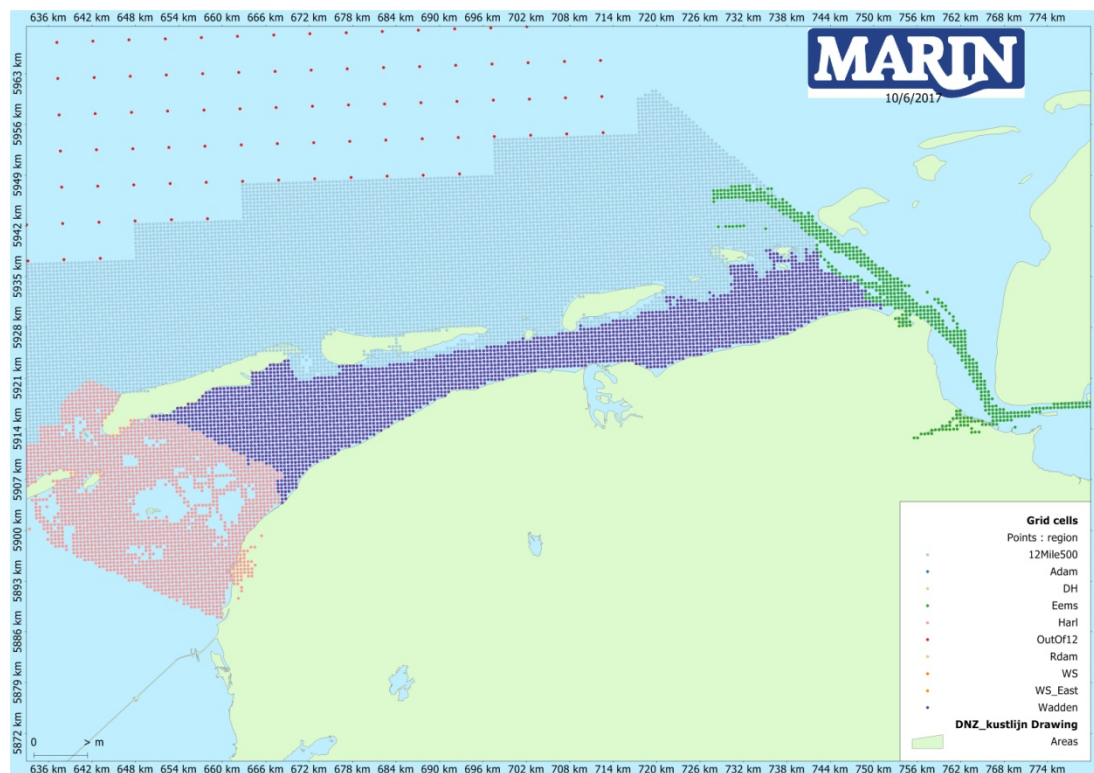 636 km 642 km 648 km 654 km 660 km 666 km 672 km 678 km 684 km 690 km 696 km 702 km 708 km 714 km 720 km 726 km 732 km 738 km 744 km 750 km 756 km 762 km 768 km 774 km
MARIN
10/6/2017
5963 km
5956 km
5949 km
5942 km
5935 km
5928 km
5921 km
5914 km
5907 km
5900 km
5893 km
5886 km
5879 km
5872 km
Grid cells
Points : region
12Mile500
Adam
DH
Eems
Harl
OutOf12
Rdam
WS
WS_East
Wadden
DNZ_kustlijn Drawing
Areas
0 > m
636 km 642 km 648 km 654 km 660 km 666 km 672 km 678 km 684 km 690 km 696 km 702 km 708 km 714 km 720 km 726 km 732 km 738 km 744 km 750 km 756 km 762 km 768 km 774 km